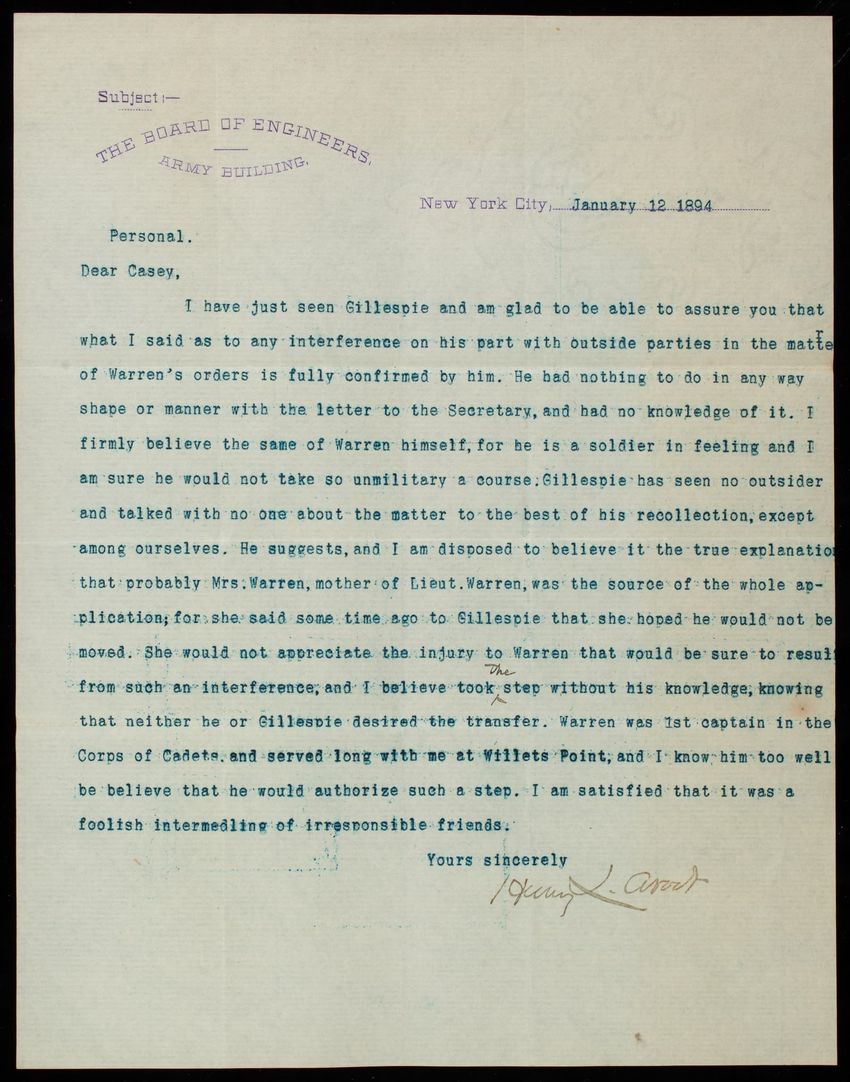 Subject:—
THE BOARD OF ENGINEERS,
ARMY BUILDING.
New York City, January 12 1894
Personal.
Dear Casey,
I have just seen Gillespie and am glad to be able to assure you that
what I said as to any interference on his part with outside parties in the matter
of Warren's orders is fully confirmed by him. He had nothing to do in any way
shape or manner with the letter to the Secretary, and had no knowledge of it. I
firmly believe the same of Warren himself, for he is a soldier in feeling and I
am sure he would not take so unmilitary a course. Gillespie has seen no outsider
and talked with no one about the matter to the best of his recollection, except
among ourselves. He suggests, and I am disposed to believe it the true explanatio
that probably Mrs. Warren, mother of Lieut. Warren, was the source of the whole ap-
plication; for she said some time ago to Gillespie that she hoped he would not be
moved. She would not appreciate the injury to Warren that would be sure to resul
from such an interference, and I believe took the step without his knowledge, knowing
that neither he or Gillespie desired the transfer. Warren was 1st captain in the
Corps of Cadets, and served long with me at Willets Point, and I know him too well
be believe that he would authorize such a step. I am satisfied that it was a
foolish intermedling of irresponsible friends.
Yours sincerely
Henry L. Abbot